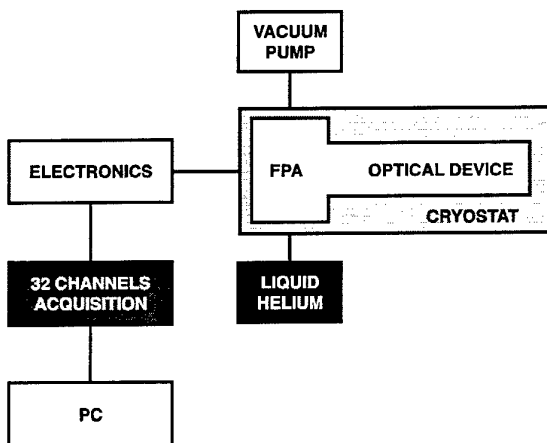 VACUUM
PUMP
ELECTRONICS
FPA
OPTICAL DEVICE
CRYOSTAT
32 CHANNELS
ACQUISITION
LIQUID
HELIUM
PC